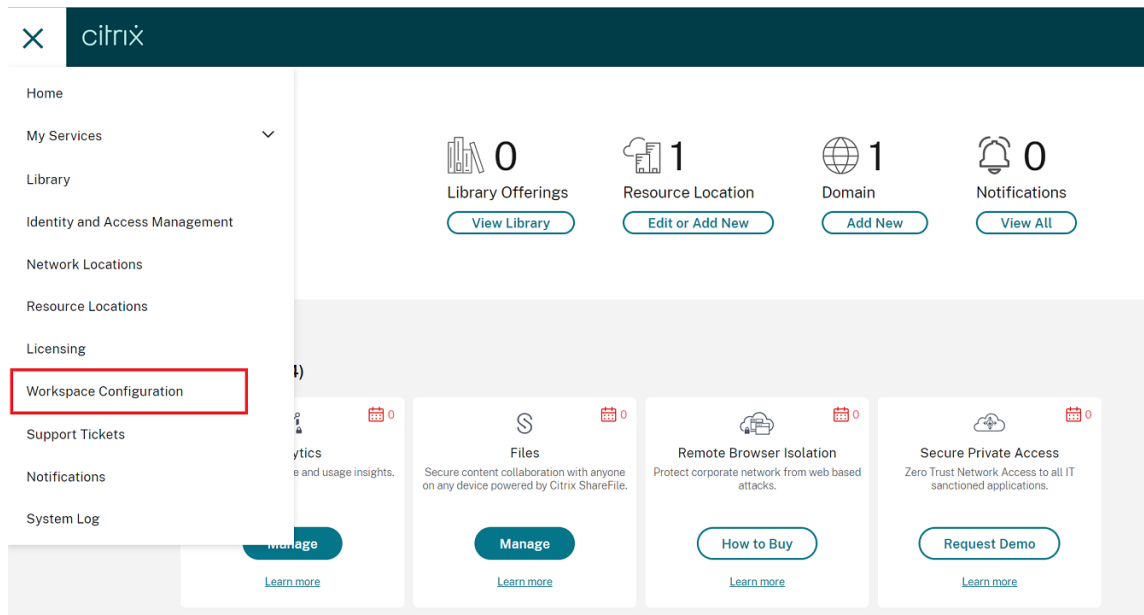 citrix
Home
My Services
Library
Identity and Access Management
Network Locations
Resource Locations
Licensing
Workspace Configuration
Support Tickets
Notifications
System Log
0
Library Offerings
View Library
1
Resource Location
Edit or Add New
1
Domain
Add New
0
Notifications
View All
4)
0
ytics
e and usage insights.
Manage
Learn more
0
Files
Secure content collaboration with anyone
on any device powered by Citrix ShareFile.
Manage
Learn more
0
Remote Browser Isolation
Protect corporate network from web based
attacks.
How to Buy
Learn more
0
Secure Private Access
Zero Trust Network Access to all IT
sanctioned applications.
Request Demo
Learn more